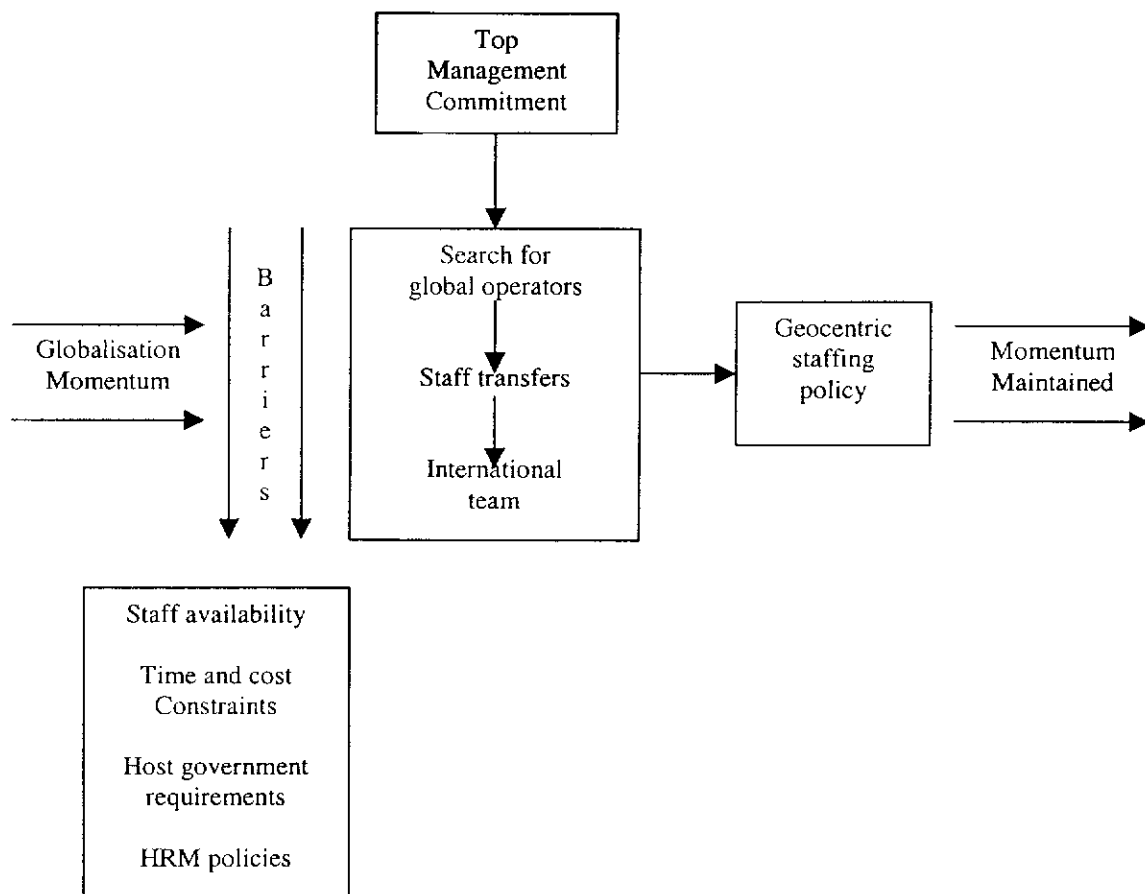 Top
Management
Commitment
Search for
global operators
Staff transfers
International
team
Barriers
Globalisation
Momentum
Geocentric
staffing
policy
Momentum
Maintained
Staff availability
Time and cost
Constraints
Host government
requirements
HRM policies